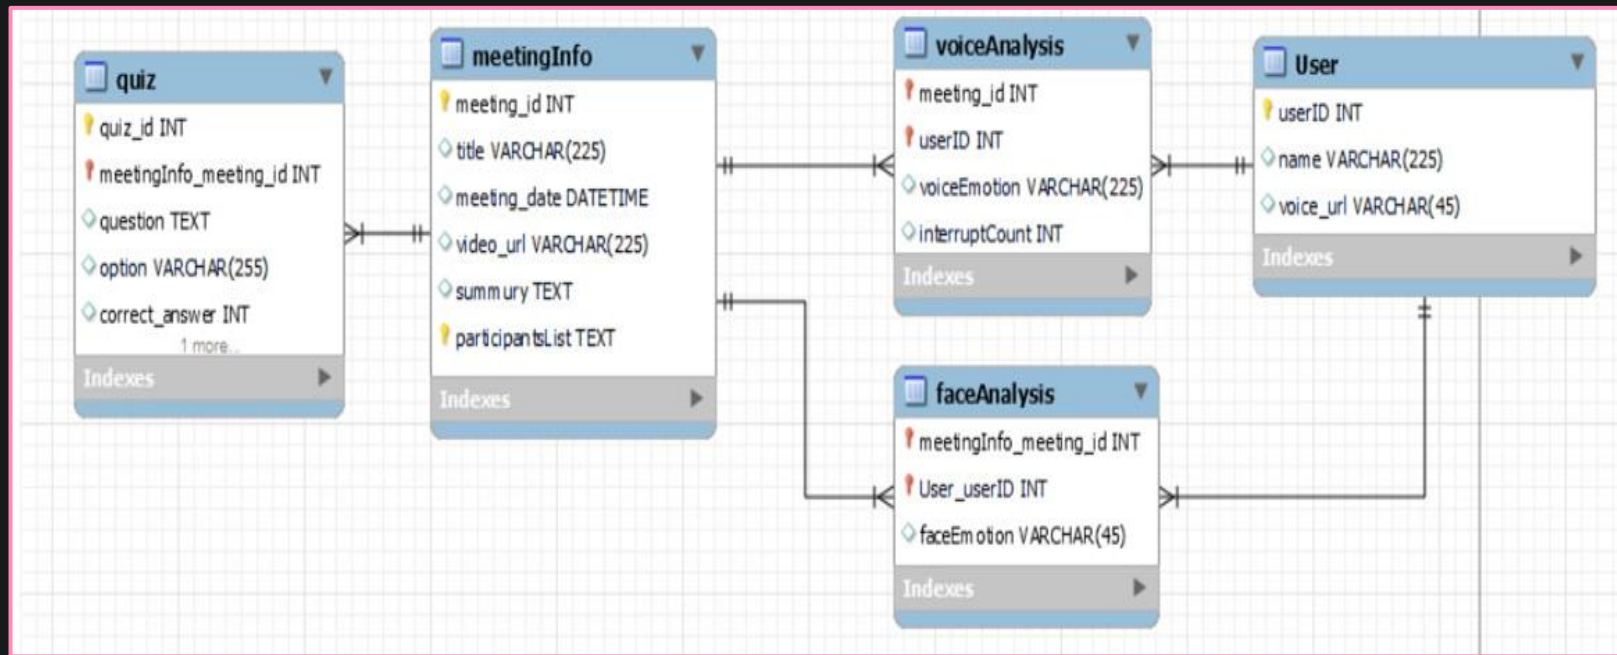 quiz
quiz_id INT
meetingInfo_meeting_id INT
question TEXT
option VARCHAR(255)
correct_answer INT
1 more...
Indexes
meetingInfo
meeting_id INT
title VARCHAR(225)
meeting_date DATETIME
video_url VARCHAR(225)
summury TEXT
participantsList TEXT
Indexes
voiceAnalysis
meeting_id INT
userID INT
voiceEmotion VARCHAR(225)
interruptCount INT
Indexes
User
userID INT
name VARCHAR(225)
voice_url VARCHAR(45)
Indexes
faceAnalysis
meetingInfo_meeting_id INT
User_userID INT
faceEmotion VARCHAR(45)
Indexes